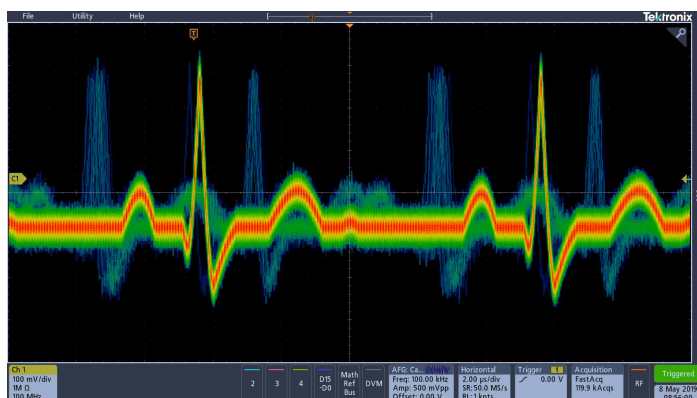 File Utility Help
Tektronix
T
C1
Ch 1
100 mV/div
1M Ω
100 MHz
2
3
4
D15
-D0
Math
Ref
Bus
DVM
AFG: Ca...
Freq: 100.00 kHz
Amp: 500 mVpp
Offset: 0.00 V
Horizontal
2.00 µs/div
SR: 50.0 MS/s
RL: 1 kpts
Trigger 1
0.00 V
Acquisition
FastAcq
119.9 kAcqs
RF
Triggered
8 May 2019